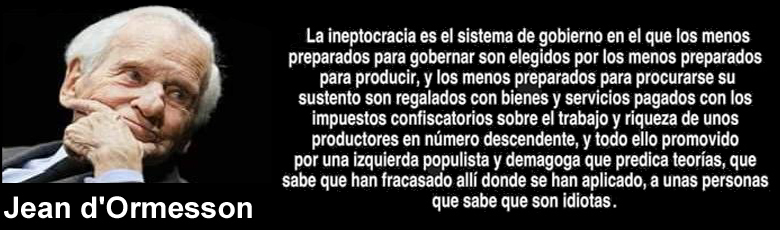 La ineptocracia es el sistema de gobierno en el que los menos
preparados para gobernar son elegidos por los menos preparados
para producir, y los menos preparados para procurarse su
sustento son regalados con bienes y servicios pagados con los
impuestos confiscatorios sobre el trabajo y riqueza de unos
productores en número descendente, y todo ello promovido
por una izquierda populista y demagoga que predica teorías, que
sabe que han fracasado allí donde se han aplicado, a unas personas
que sabe que son idiotas.
Jean d'Ormesson